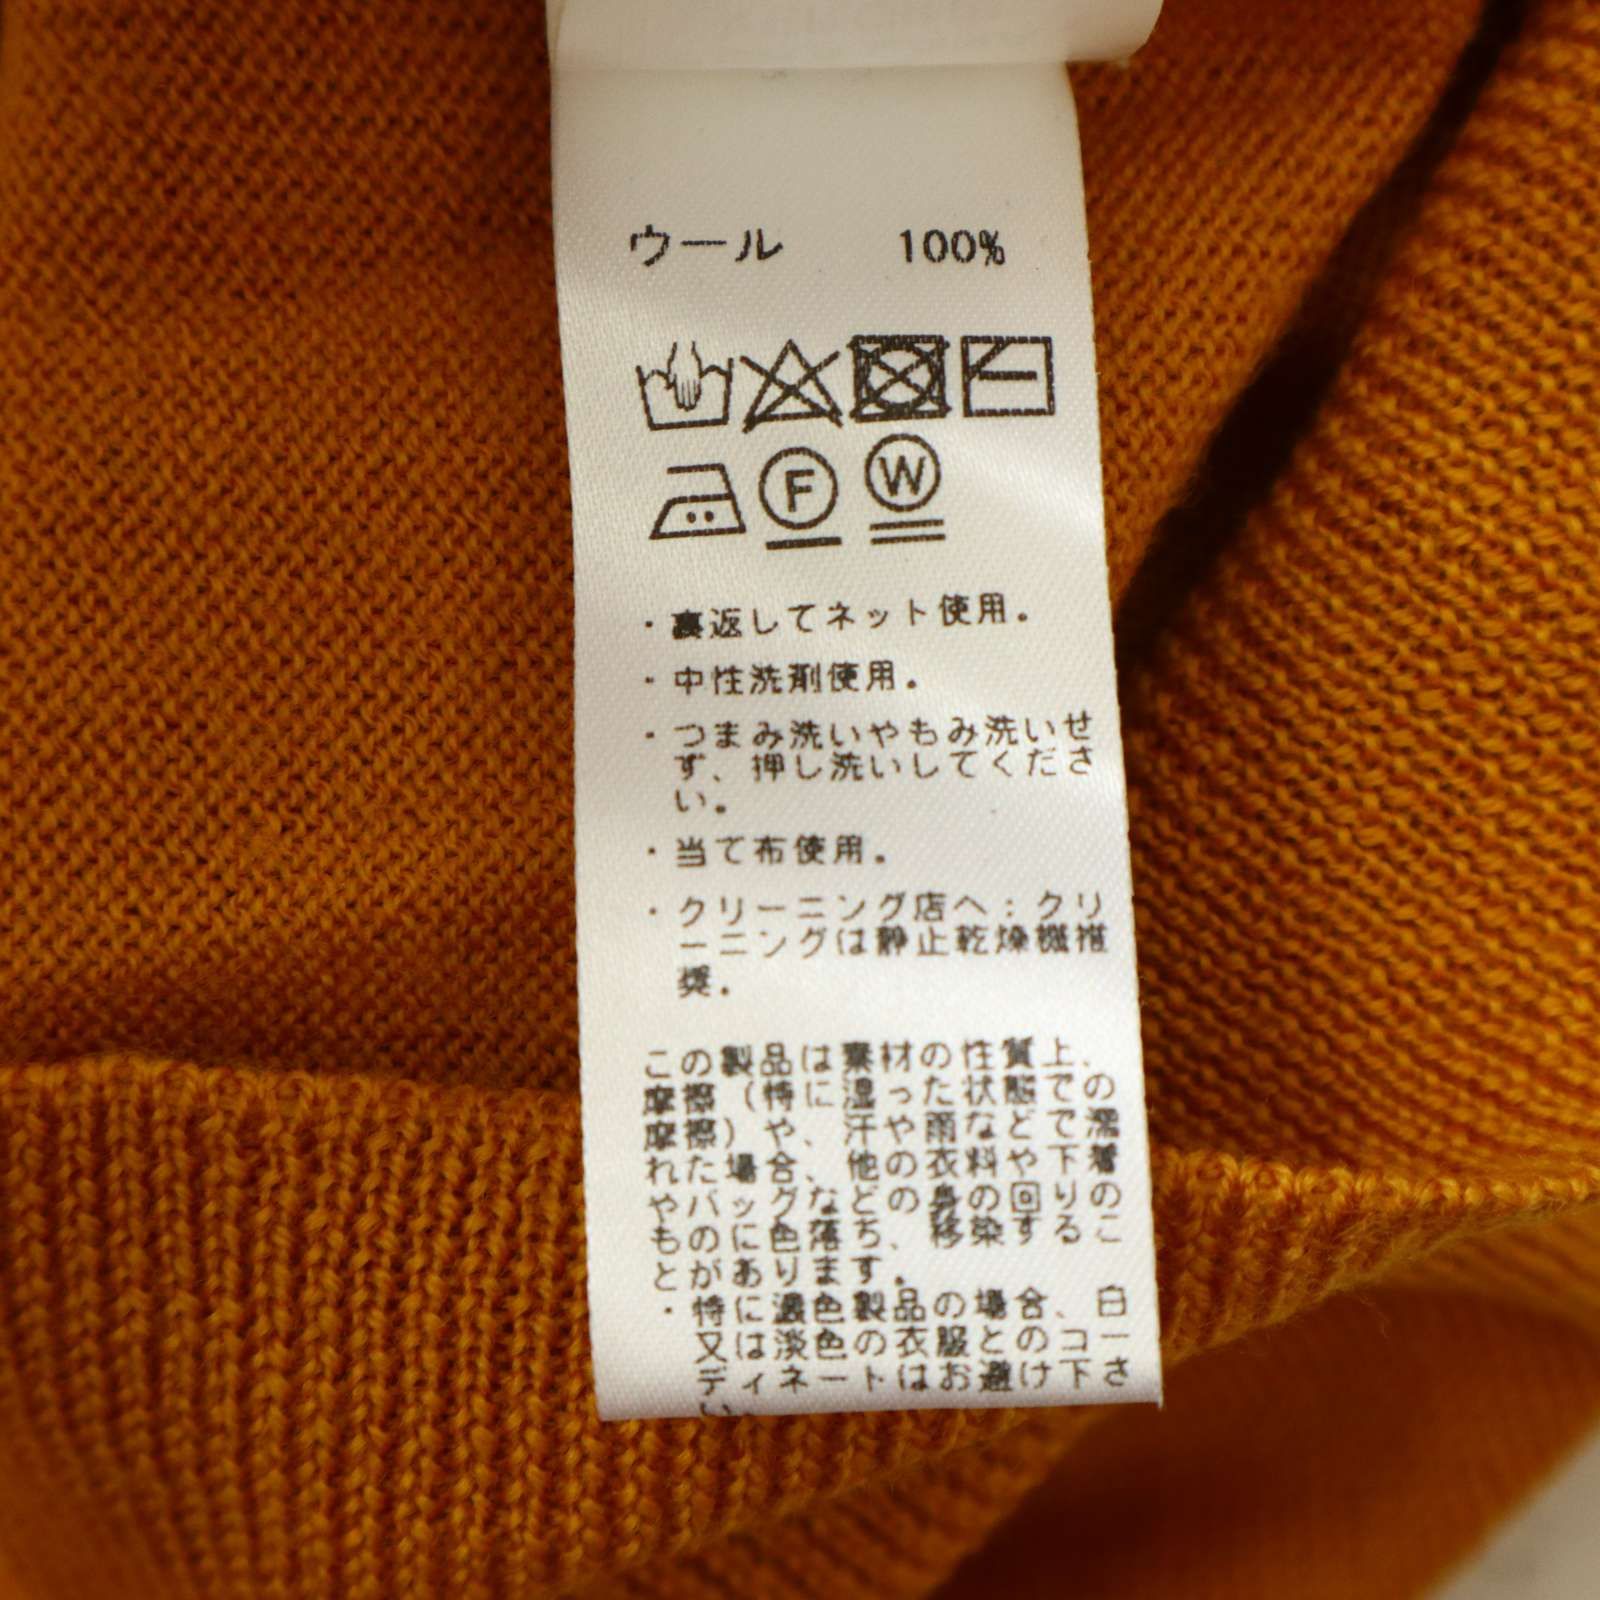 ウール 100%
F W
・裏返してネット使用。
・中性洗剤使用。
・つまみ洗いやもみ洗いせ
ず、押し洗いしてくださ
い。
・当て布使用。
・クリーニング店へ：クリ
ーニングは静止乾燥機推
奨。
この製品は素材の性質上、
摩擦（特に湿った状態での
摩擦）や、汗や雨などで濡
れた場合、他の衣料や下着
やバッグなどの身の回りの
ものに色落ち、移染するこ
とがあります。
・特に濃色製品の場合、白
又は淡色の衣服とのコー
ディネートはお避け下さ
い。